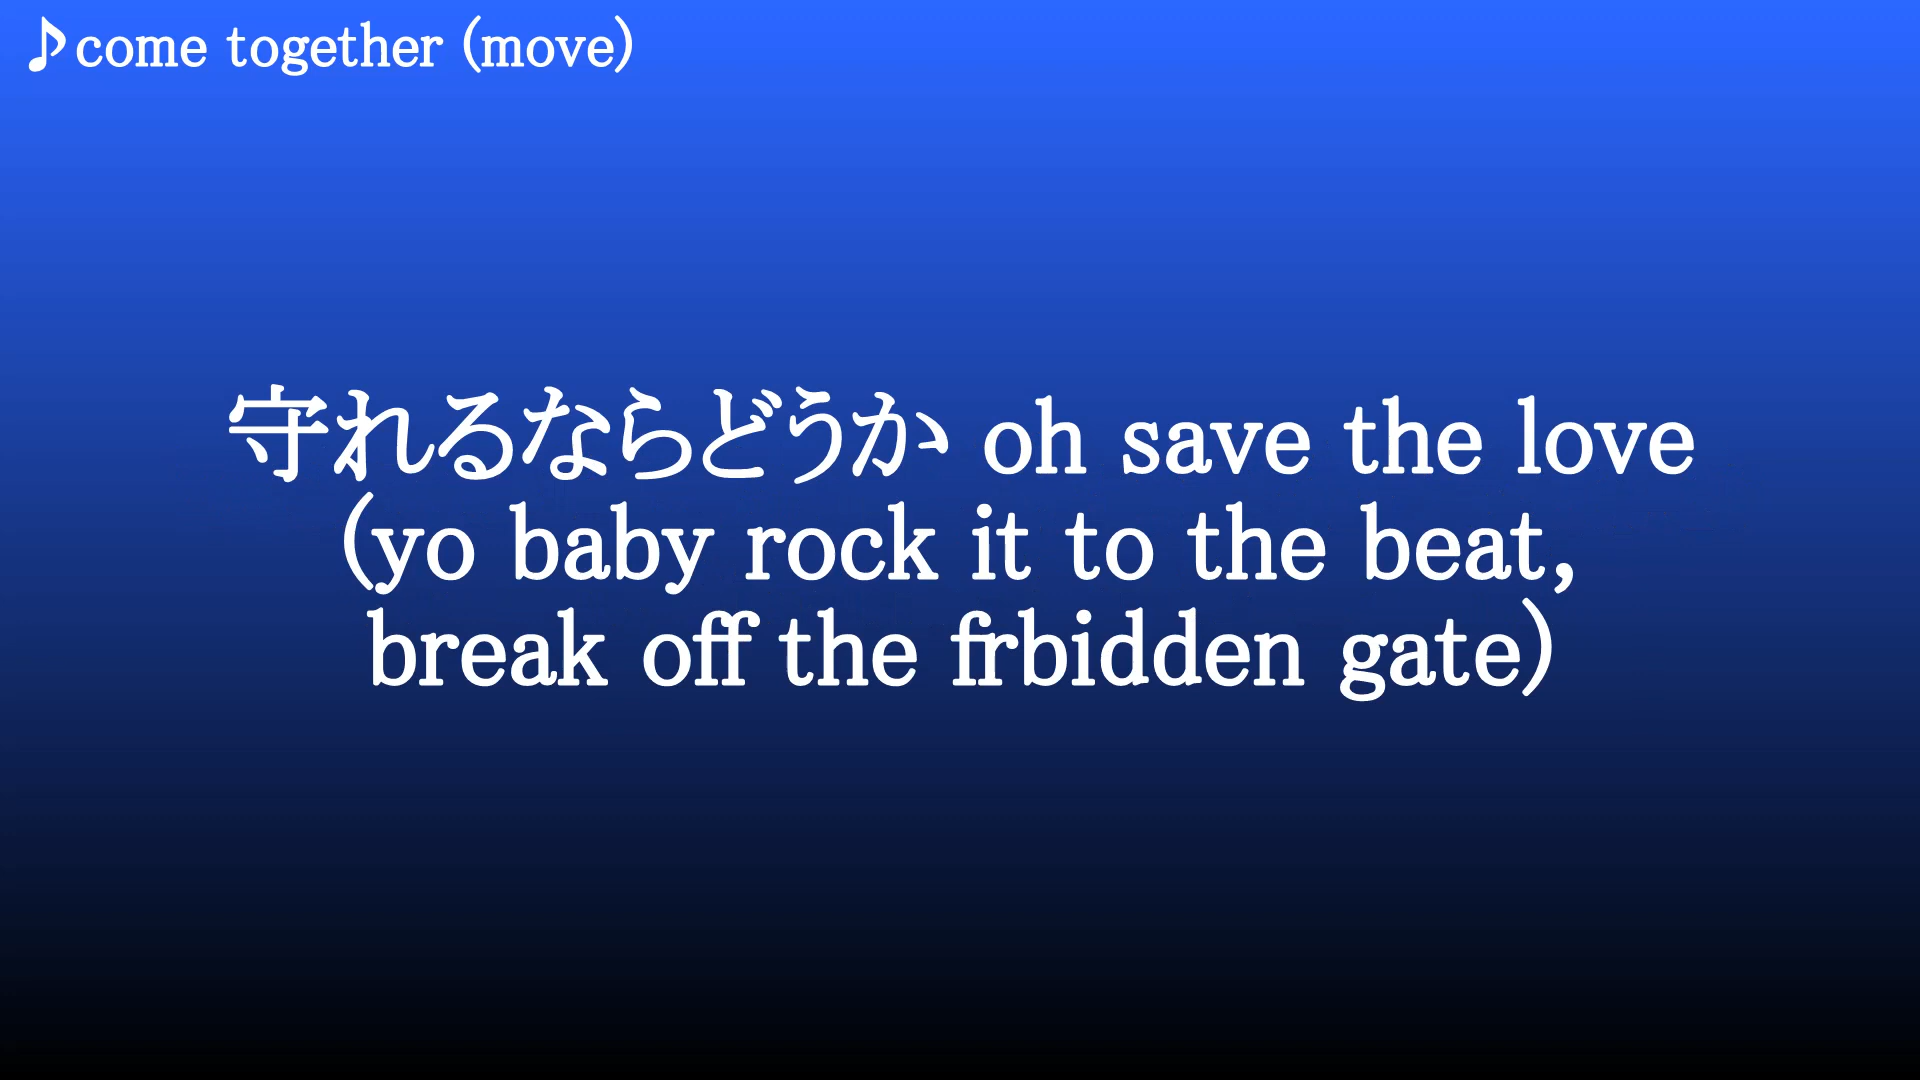 ♪come together (move)
守れるならどうか oh save the love
(yo baby rock it to the beat,
break off the firbidden gate)